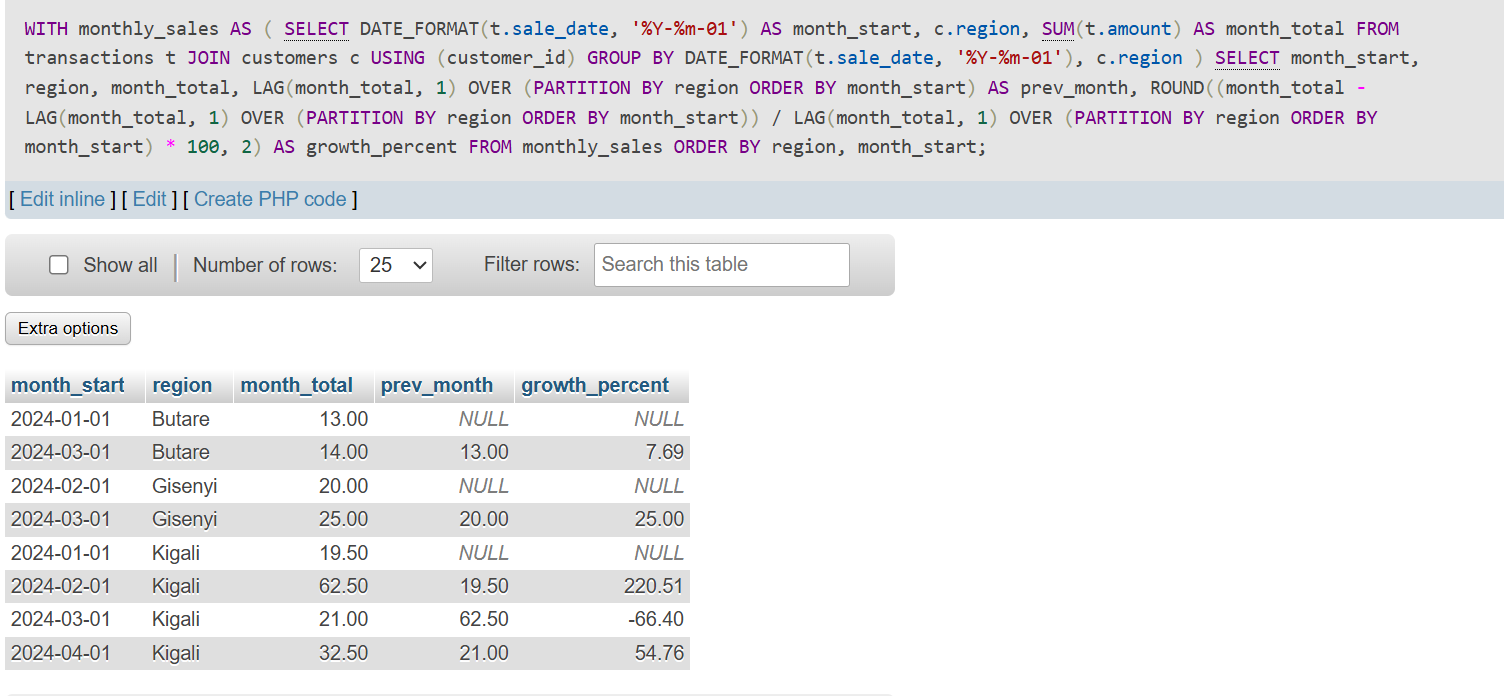 WITH monthly_sales AS ( SELECT DATE_FORMAT(t.sale_date, '%Y-%m-01') AS month_start, c.region, SUM(t.amount) AS month_total FROM
transactions t JOIN customers c USING (customer_id) GROUP BY DATE_FORMAT(t.sale_date, '%Y-%m-01'), c.region ) SELECT month_start,
region, month_total, LAG(month_total, 1) OVER (PARTITION BY region ORDER BY month_start) AS prev_month, ROUND((month_total -
LAG(month_total, 1) OVER (PARTITION BY region ORDER BY month_start)) / LAG(month_total, 1) OVER (PARTITION BY region ORDER BY
month_start) * 100, 2) AS growth_percent FROM monthly_sales ORDER BY region, month_start;
[ Edit inline ] [ Edit ] [ Create PHP code ]
Show all | Number of rows: 25 Filter rows: Search this table
Extra options
month_start region month_total prev_month growth_percent
2024-01-01 Butare 13.00 NULL NULL
2024-03-01 Butare 14.00 13.00 7.69
2024-02-01 Gisenyi 20.00 NULL NULL
2024-03-01 Gisenyi 25.00 20.00 25.00
2024-01-01 Kigali 19.50 NULL NULL
2024-02-01 Kigali 62.50 19.50 220.51
2024-03-01 Kigali 21.00 62.50 -66.40
2024-04-01 Kigali 32.50 21.00 54.76